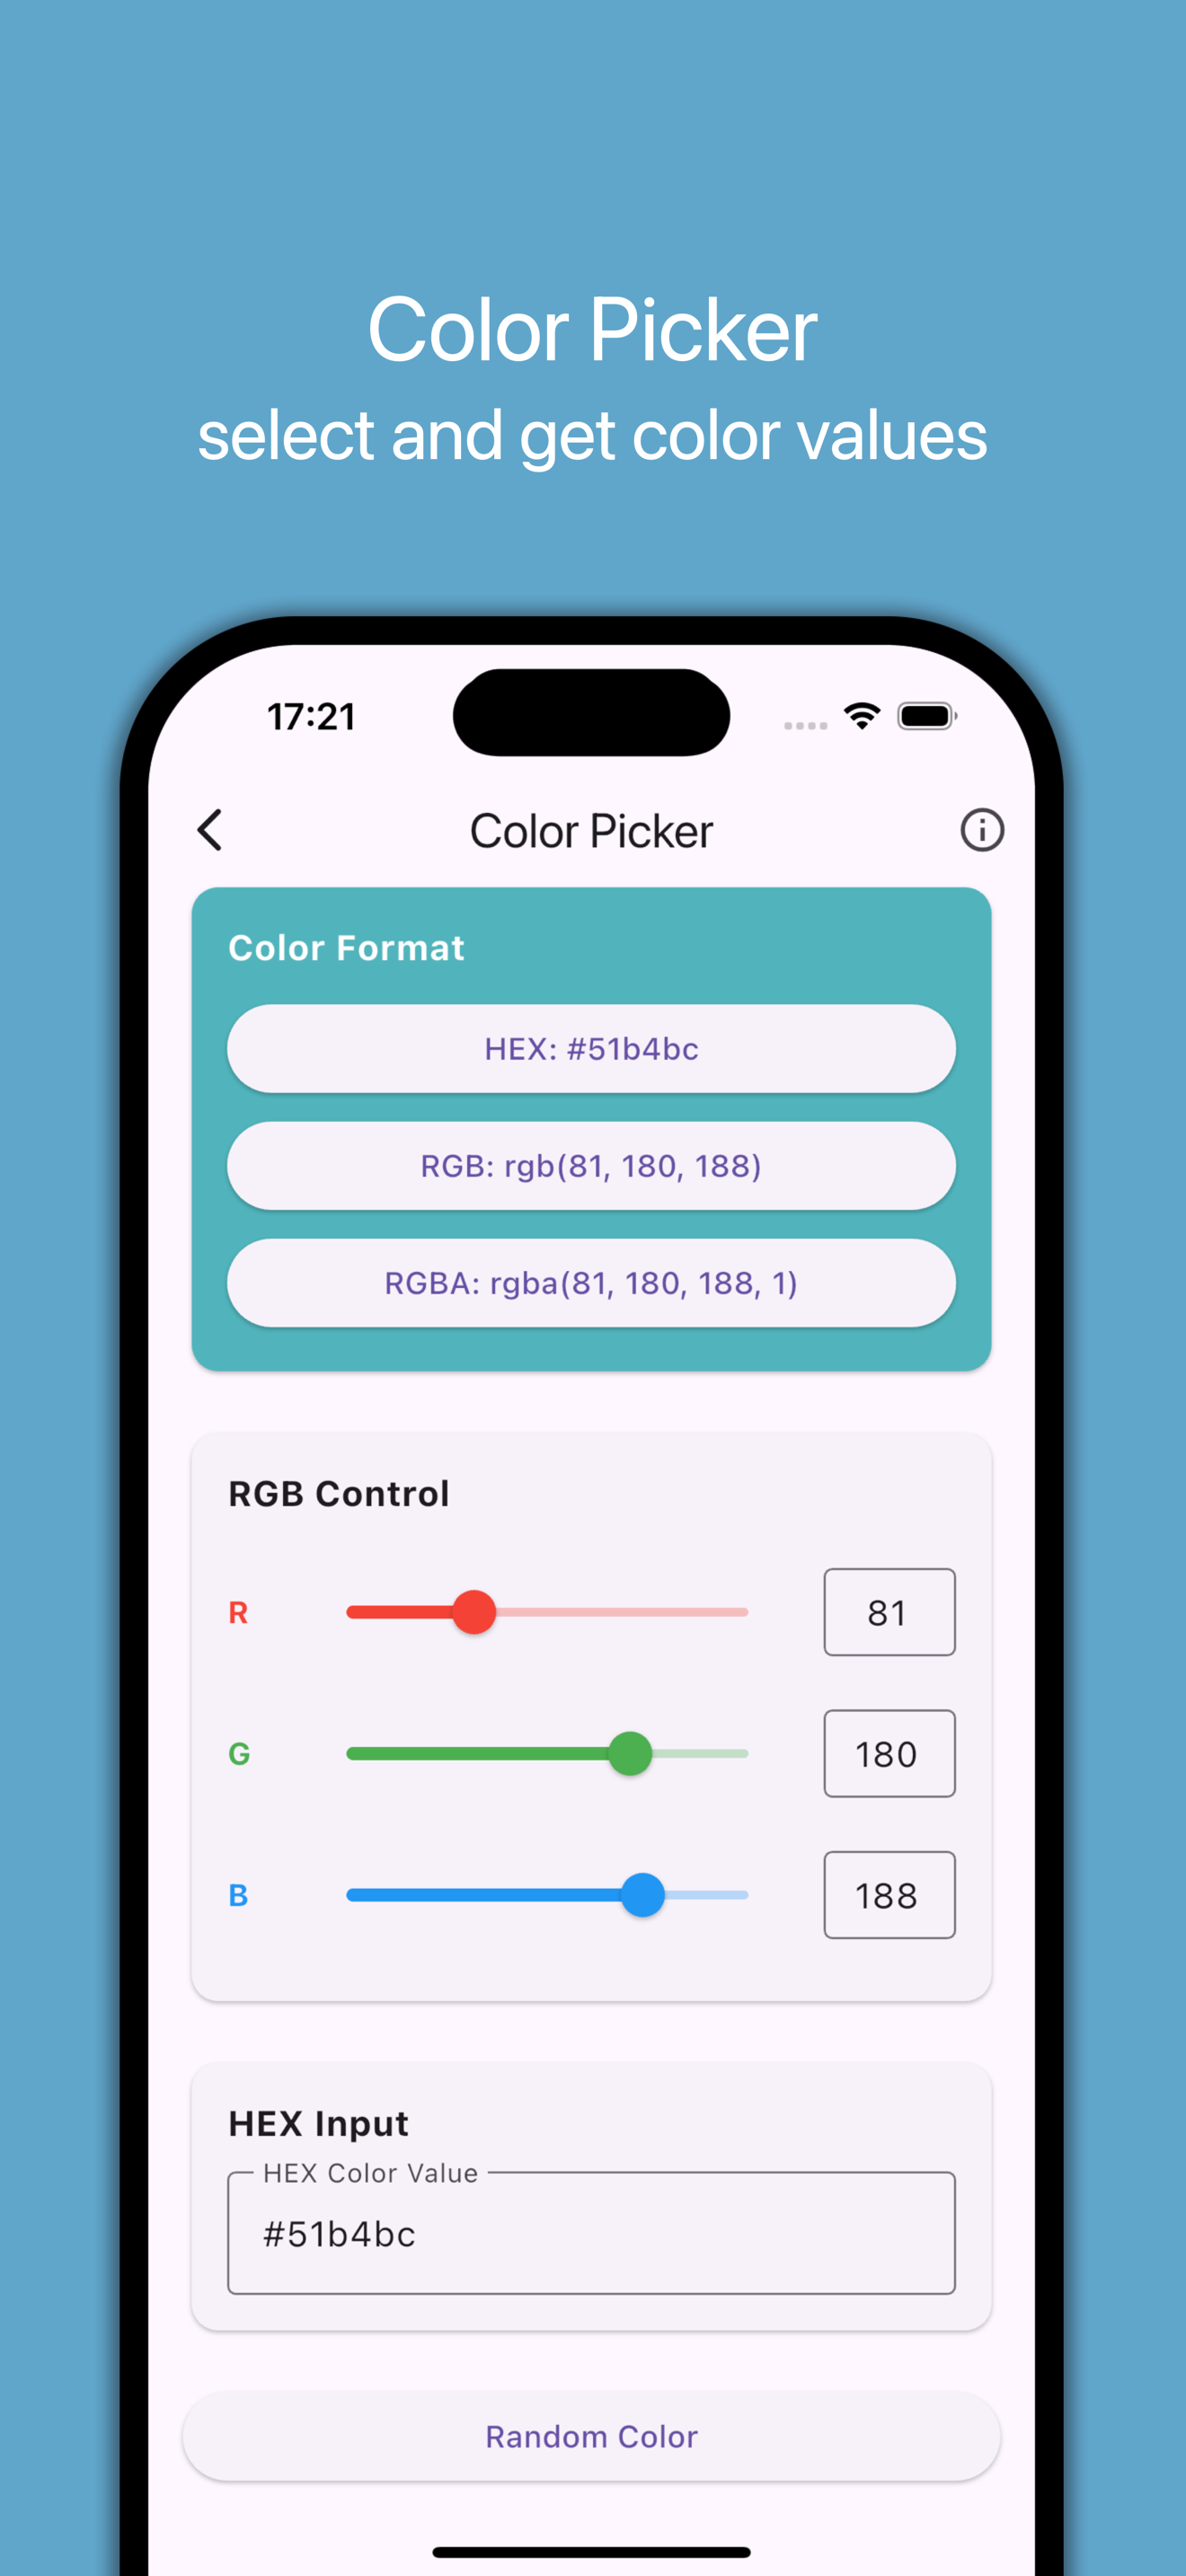 Color Picker
select and get color values
17:21
Color Picker
Color Format
HEX: #51b4bc
RGB: rgb(81, 180, 188)
RGBA: rgba(81, 180, 188, 1)
RGB Control
R 81
G 180
B 188
HEX Input
HEX Color Value
#51b4bc
Random Color